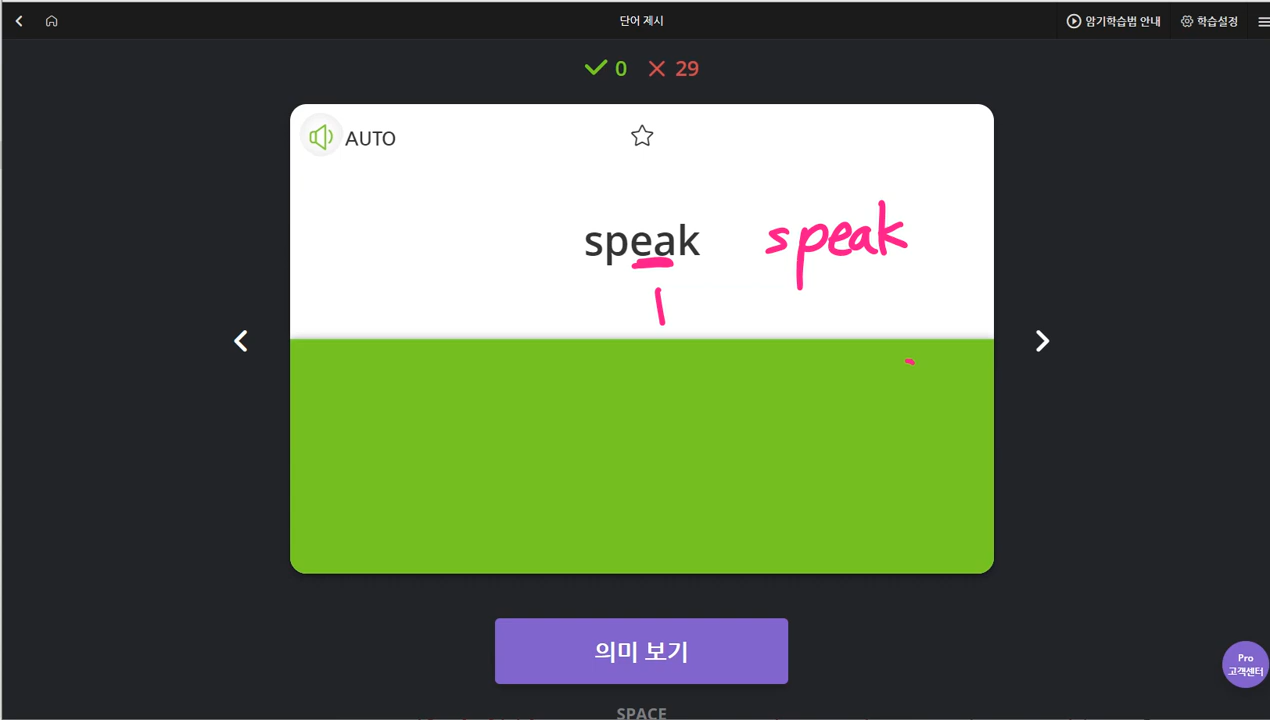 단어 제시
암기학습법 안내
학습설정
0 29
AUTO
speak speak
의미 보기
Pro
고객센터
SPACE